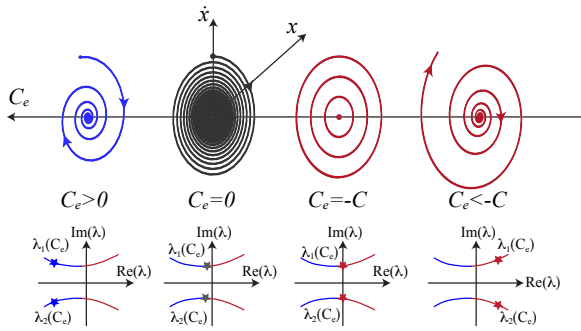 ẋ
x
Cₑ
Cₑ>0
Cₑ=0
Cₑ=-C
Cₑ<-C
Im(λ)
Im(λ)
Im(λ)
Im(λ)
λ₁(Cₑ)
λ₁(Cₑ)
λ₁(Cₑ)
λ₁(Cₑ)
Re(λ)
Re(λ)
Re(λ)
Re(λ)
λ₂(Cₑ)
λ₂(Cₑ)
λ₂(Cₑ)
λ₂(Cₑ)